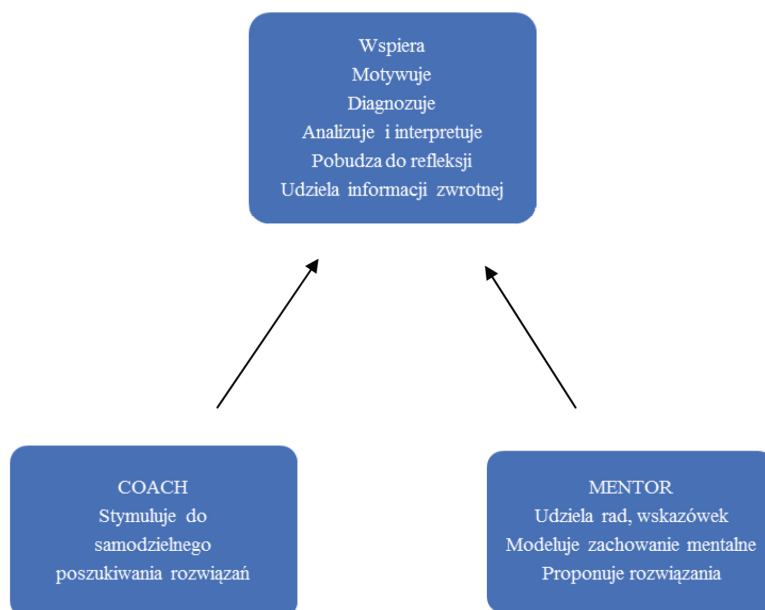 Wspiera
Motywuje
Diagnozuje
Analizuje i interpretuje
Pobudza do refleksji
Udziela informacji zwrotnej
COACH
Stymuluje do
samodzielnego
poszukiwania rozwiązań
MENTOR
Udziela rad, wskazówek
Modeluje zachowanie mentalne
Proponuje rozwiązania